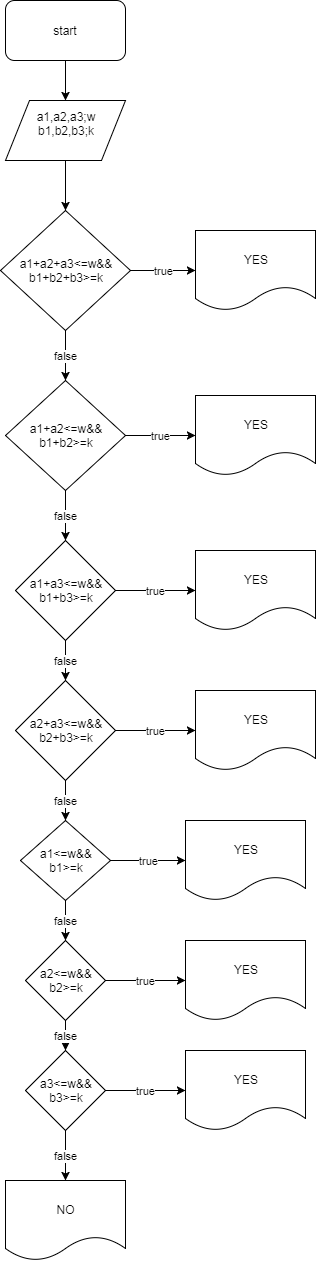 start
a1,a2,a3;w
b1,b2,b3;k
a1+a2+a3<=w&&
b1+b2+b3>=k
true
YES
false
a1+a2<=w&&
b1+b2>=k
true
YES
false
a1+a3<=w&&
b1+b3>=k
true
YES
false
a2+a3<=w&&
b2+b3>=k
true
YES
false
a1<=w&&
b1>=k
true
YES
false
a2<=w&&
b2>=k
true
YES
false
a3<=w&&
b3>=k
true
YES
false
NO